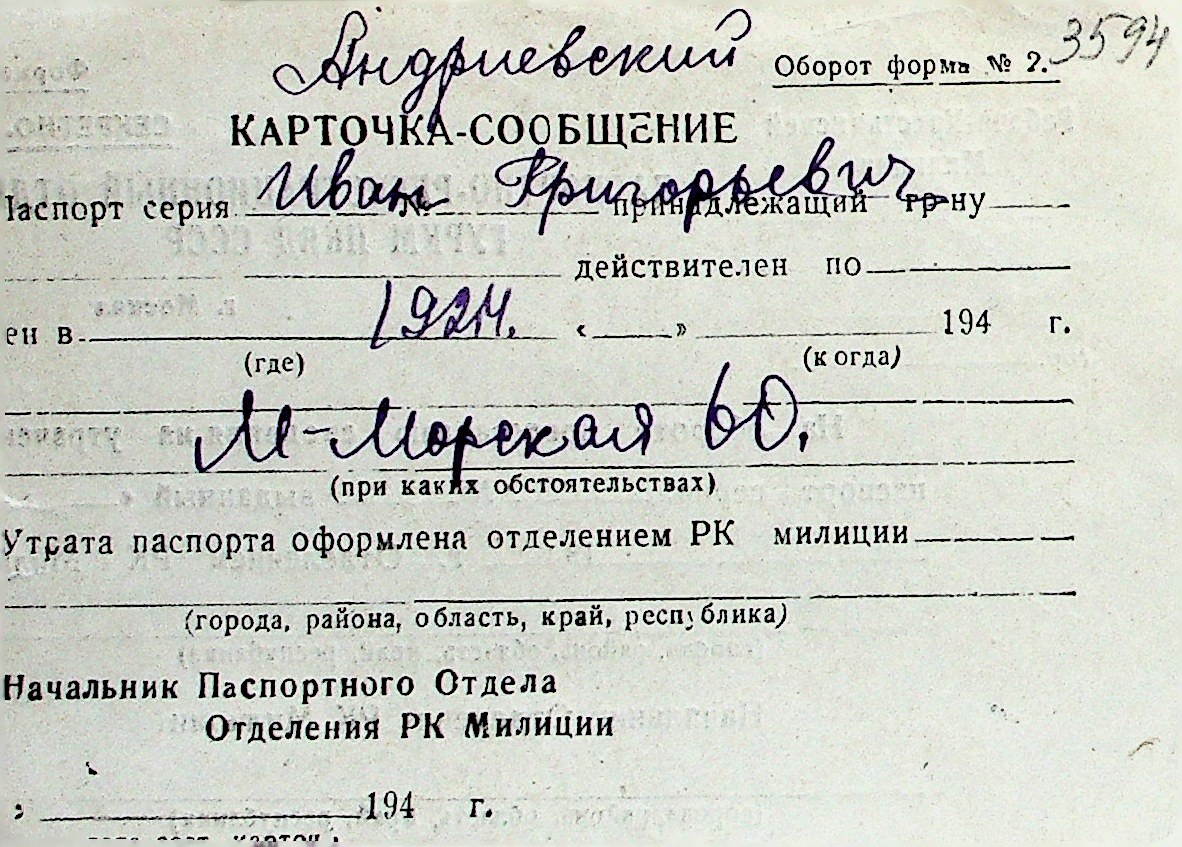 Андриевский
Оборот форма № 2.
3594
КАРТОЧКА-СООБЩЕНИЕ
Иван Григорьевич
Паспорт серия № принадлежащий гр-ну
действителен по
1924.
ен в « » 194 г.
(где) (когда)
М-Морская 60.
(при каких обстоятельствах)
Утрата паспорта оформлена отделением РК милиции
(города, района, область, край, республика)
Начальник Паспортного Отдела
Отделения РК Милиции
194 г.